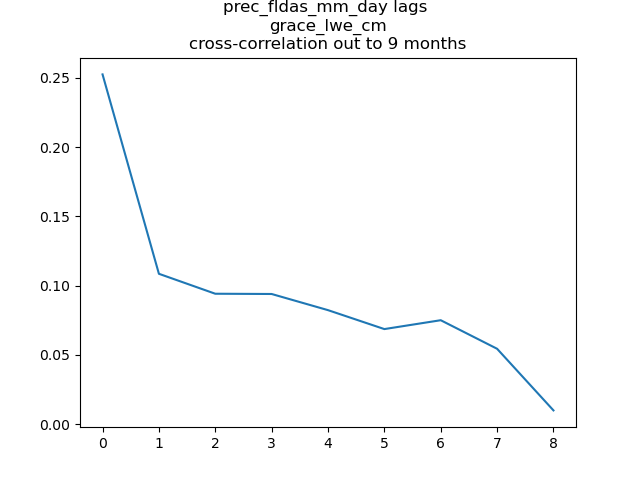 prec_fldas_mm_day lags
grace_lwe_cm
cross-correlation out to 9 months
0.25
0.20
0.15
0.10
0.05
0.00
0 1 2 3 4 5 6 7 8